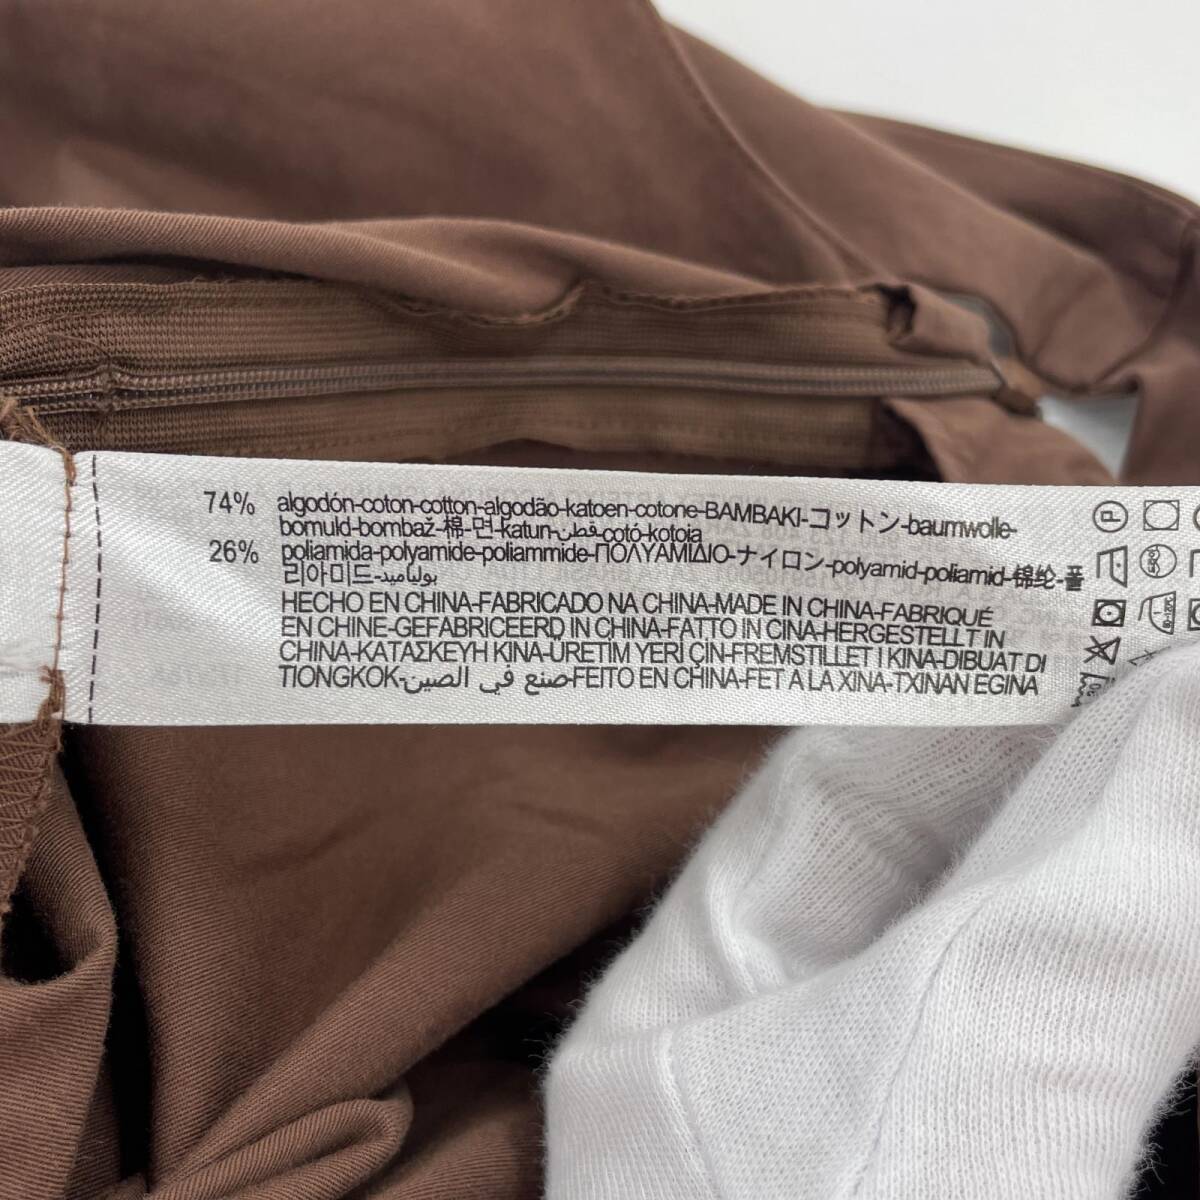 74% algodón-coton-cotton-algodão-katoen-cotone-BAMBAKI-コットン-baumwolle-
bomuld-bombaž-棉-면-katun-قطن-cotó-kotoia
26% poliamida-polyamide-poliammide-ΠΟΛΥΑΜΙΔΙΟ-ナイロン-polyamid-poliamid-锦纶-폴
리아미드-بولياميد
HECHO EN CHINA-FABRICADO NA CHINA-MADE IN CHINA-FABRIQUÉ
EN CHINE-GEFABRICEERD IN CHINA-FATTO IN CINA-HERGESTELLT IN
CHINA-ΚΑΤΑΣΚΕΥΗ ΚΙΝΑ-ÜRETIM YERI ÇIN-FREMSTILLET I KINA-DIBUAT DI
TIONGKOK-صنع في الصين-FEITO EN CHINA-FET A LA XINA-TXINAN EGINA
P